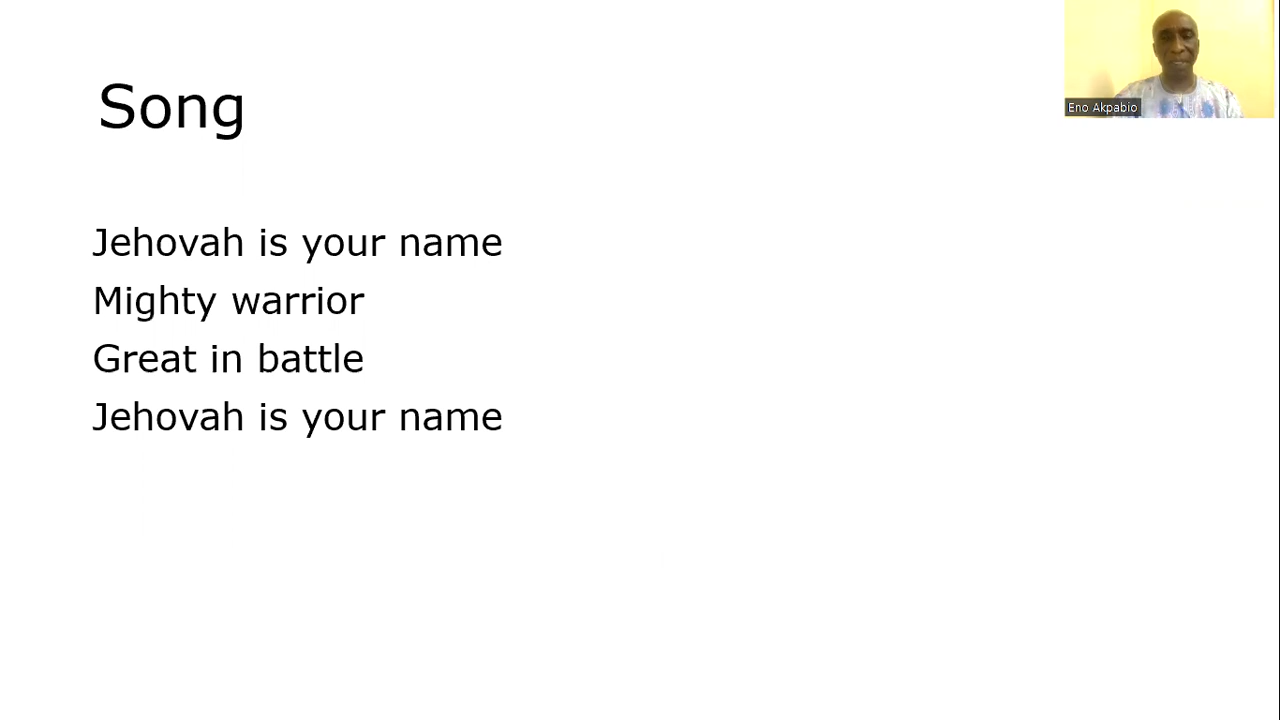 Song
Jehovah is your name
Mighty warrior
Great in battle
Jehovah is your name
Eno Akpabio